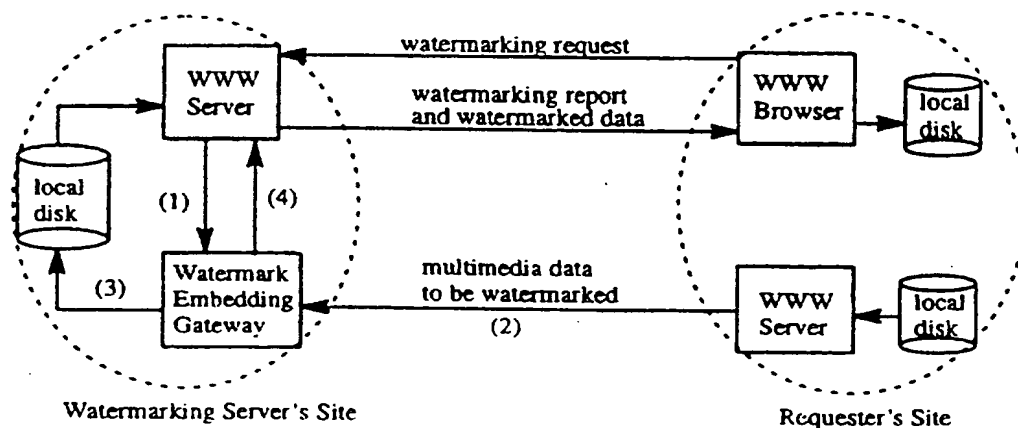 watermarking request
WWW
Server
WWW
Browser
local
disk
watermarking report
and watermarked data
local
disk
(1)
(4)
(3)
Watermark
Embedding
Gateway
multimedia data
to be watermarked
(2)
WWW
Server
local
disk
Watermarking Server's Site
Requester's Site